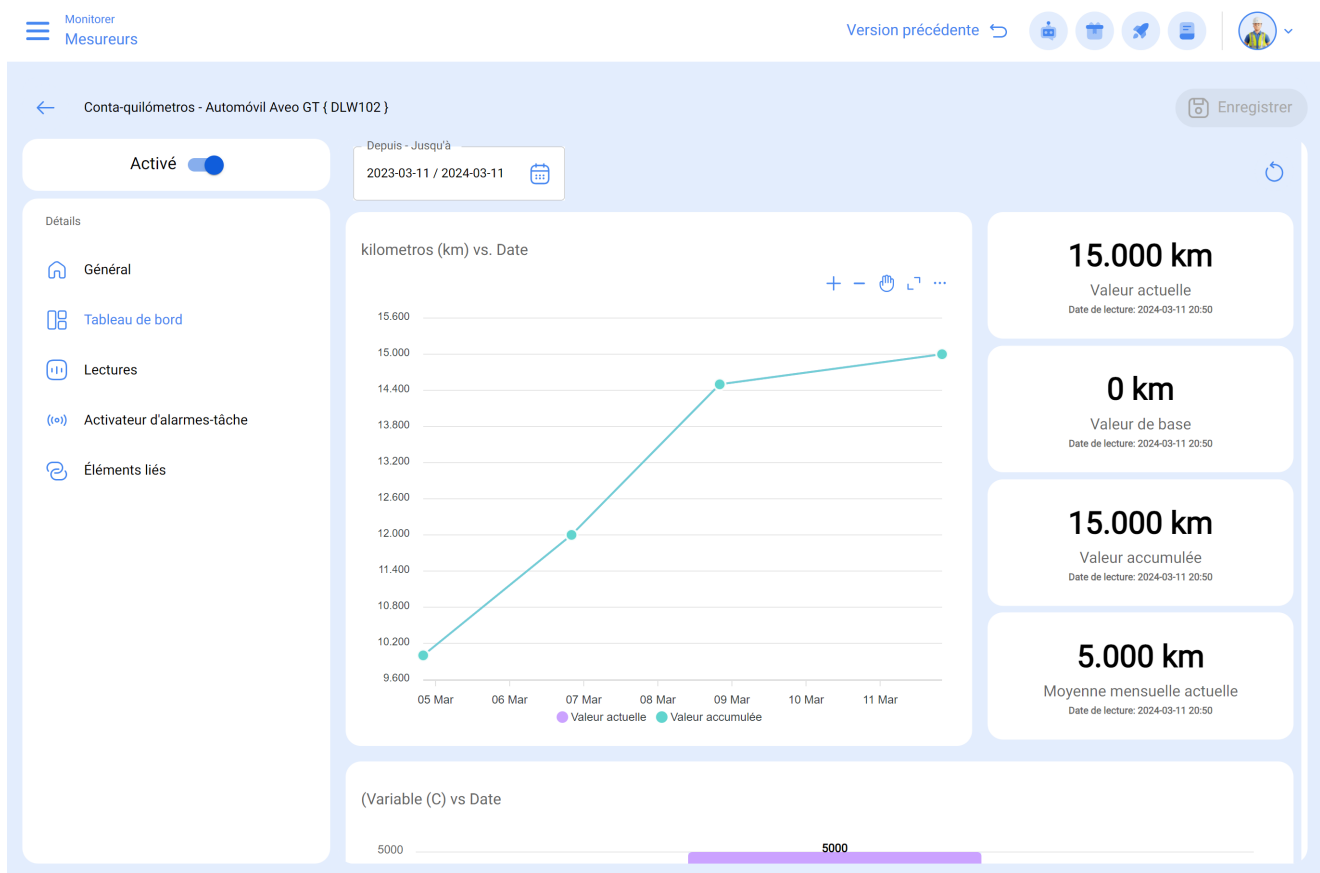 Monitorer
Mesureurs
Version précédente
Conta-quilómetros - Automóvil Aveo GT { DLW102 }
Enregistrer
Activé
Depuis - Jusqu'à
2023-03-11 / 2024-03-11
Détails
Général
Tableau de bord
Lectures
Activateur d'alarmes-tâche
Éléments liés
kilometros (km) vs. Date
15.600
15.000
14.400
13.800
13.200
12.600
12.000
11.400
10.800
10.200
9.600
05 Mar 06 Mar 07 Mar 08 Mar 09 Mar 10 Mar 11 Mar
Valeur actuelle Valeur accumulée
15.000 km
Valeur actuelle
Date de lecture: 2024-03-11 20:50
0 km
Valeur de base
Date de lecture: 2024-03-11 20:50
15.000 km
Valeur accumulée
Date de lecture: 2024-03-11 20:50
5.000 km
Moyenne mensuelle actuelle
Date de lecture: 2024-03-11 20:50
(Variable (C) vs Date
5000
5000